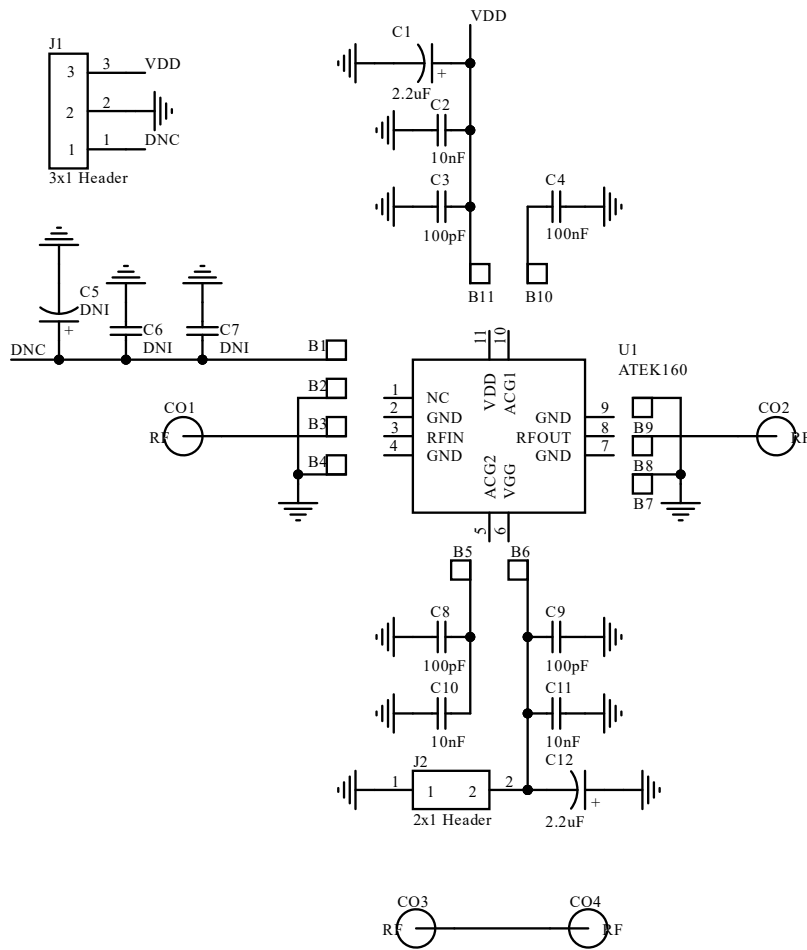 VDD
C1
+
2.2uF
C2
10nF
C3
100pF
C4
100nF
B11
B10
J1
3 3 VDD
2 2
1 1 DNC
3x1 Header
C5
DNI
+
C6
DNI
C7
DNI
DNC
B1
B2
B3
B4
CO1
RF
11 10
VDD ACG1
U1
ATEK160
1 NC
2 GND
3 RFIN
4 GND
GND 9
RFOUT 8
GND 7
ACG2 VGG
5 6
B9
B8
B7
CO2
RF
B5
B6
C8
100pF
C9
100pF
C10
10nF
C11
10nF
J2
1 1 2 2
2x1 Header
C12
+
2.2uF
CO3
RF
CO4
RF